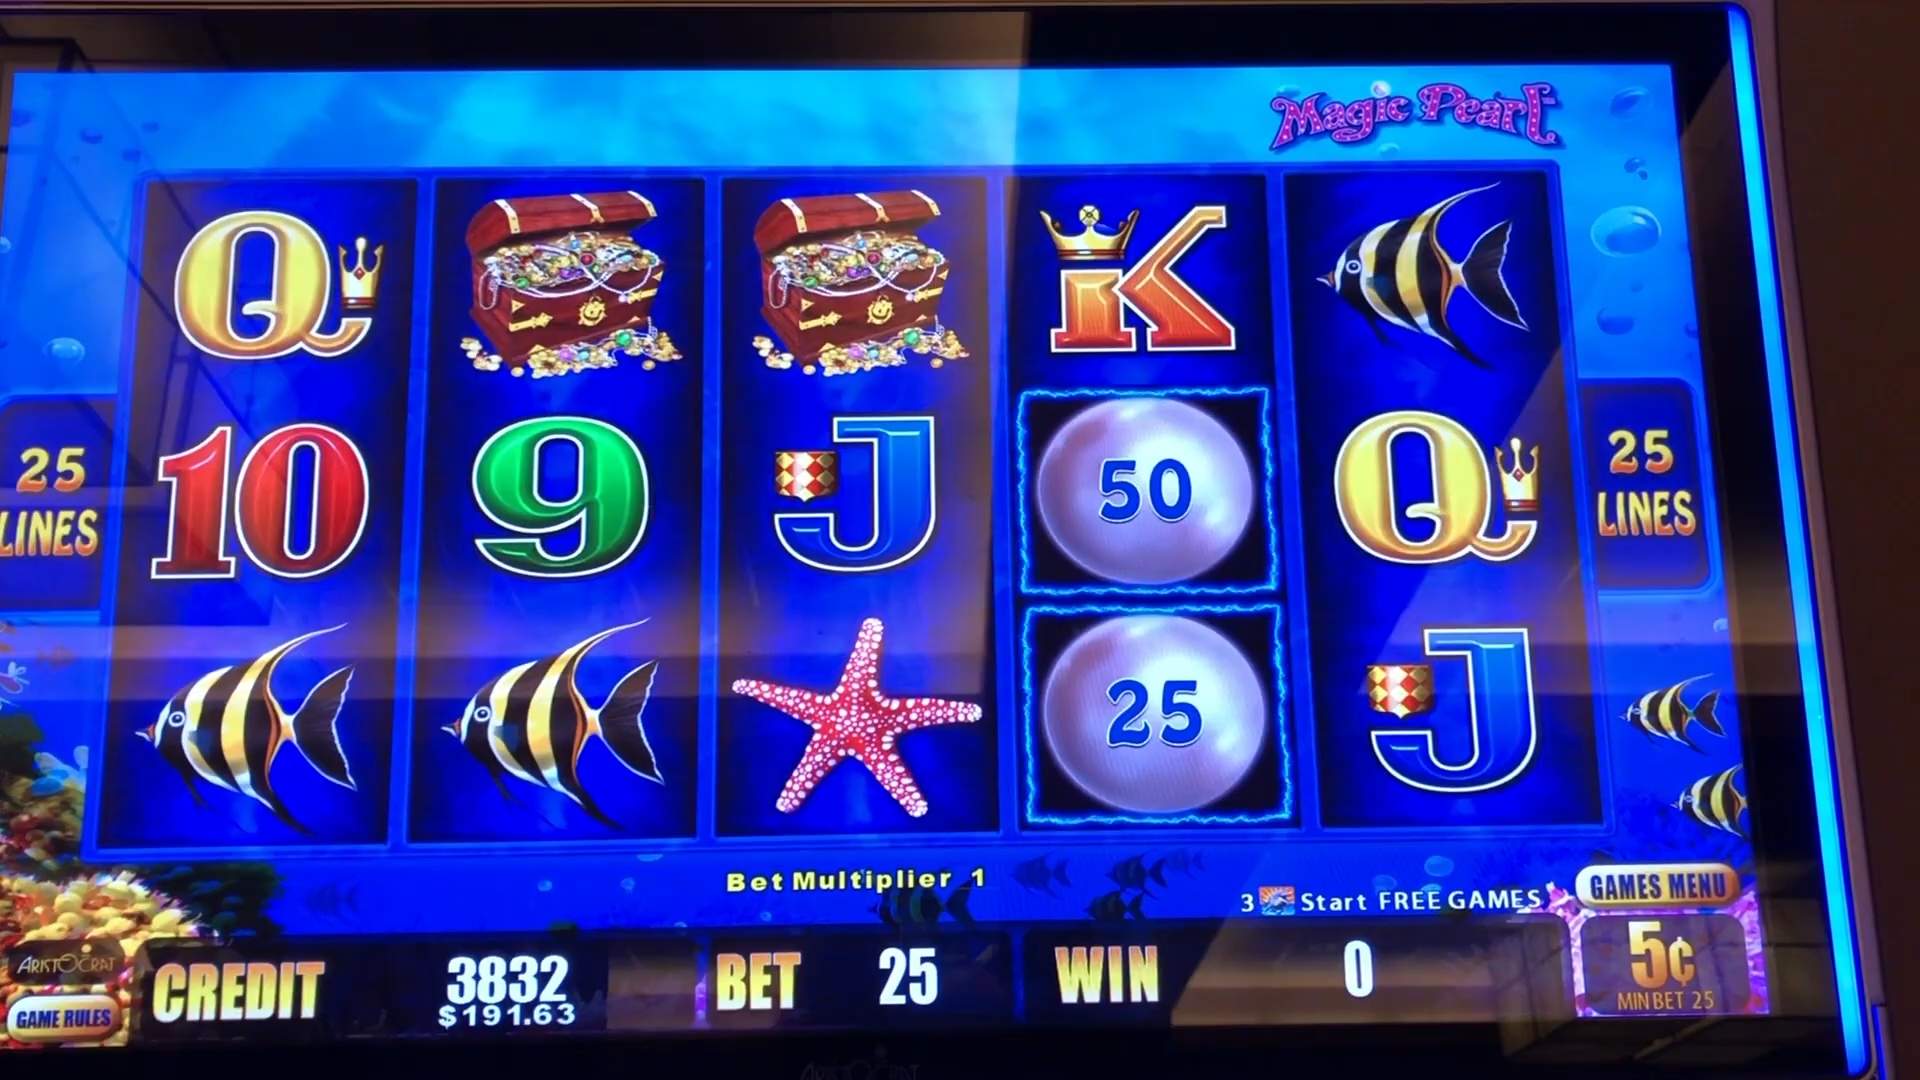 Magic Pearl
Q
K
25
LINES
10
9
J
50
Q
25
LINES
25
J
Bet Multiplier 1
3 Start FREE GAMES
GAMES MENU
ARISTOCRAT
GAME RULES
CREDIT
3832
$191.63
BET
25
WIN
0
5¢
MIN BET 25
ARISTOCRAT